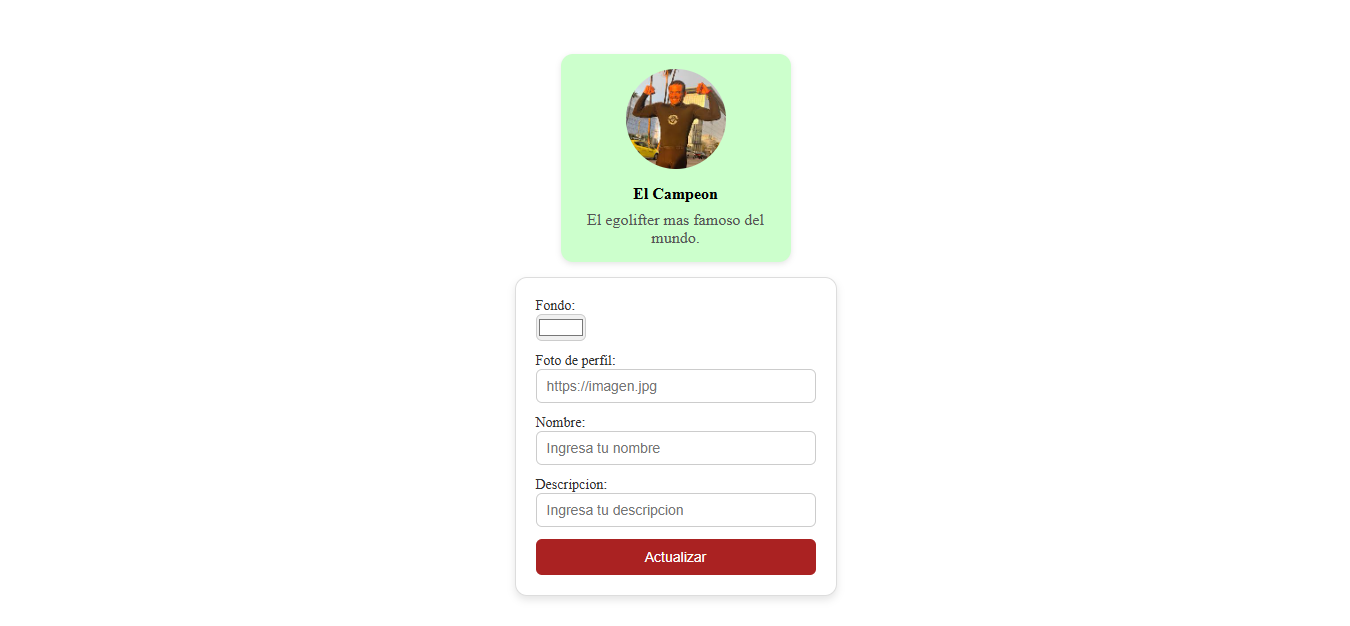 El Campeon
El egolifter mas famoso del
mundo.
Fondo:
Foto de perfil:
https://imagen.jpg
Nombre:
Ingresa tu nombre
Descripcion:
Ingresa tu descripcion
Actualizar